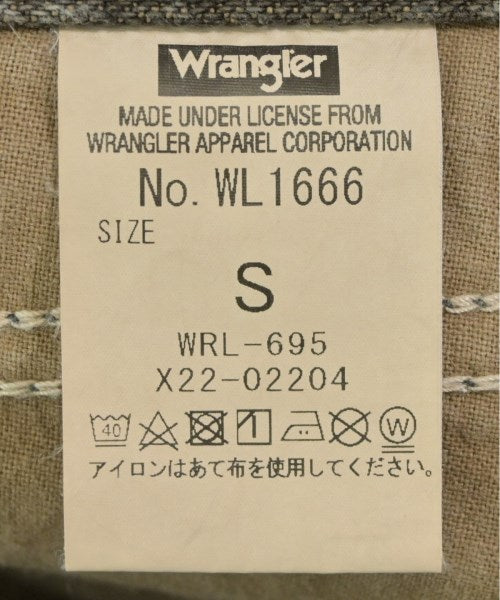 Wrangler
MADE UNDER LICENSE FROM
WRANGLER APPAREL CORPORATION
No. WL1666
SIZE
S
WRL-695
X22-02204
40 W
アイロンはあて布を使用してください。